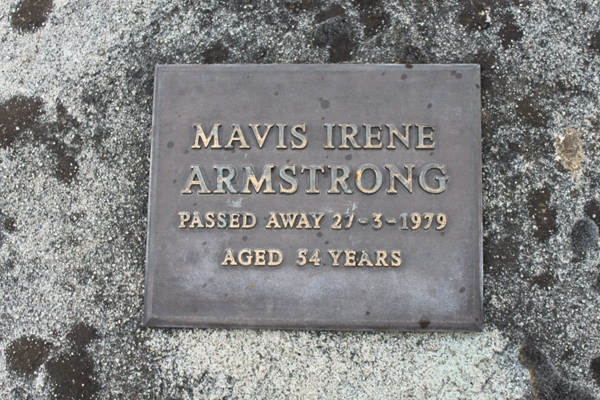 MAVIS IRENE
ARMSTRONG
PASSED AWAY 27-3-1979
AGED 54 YEARS